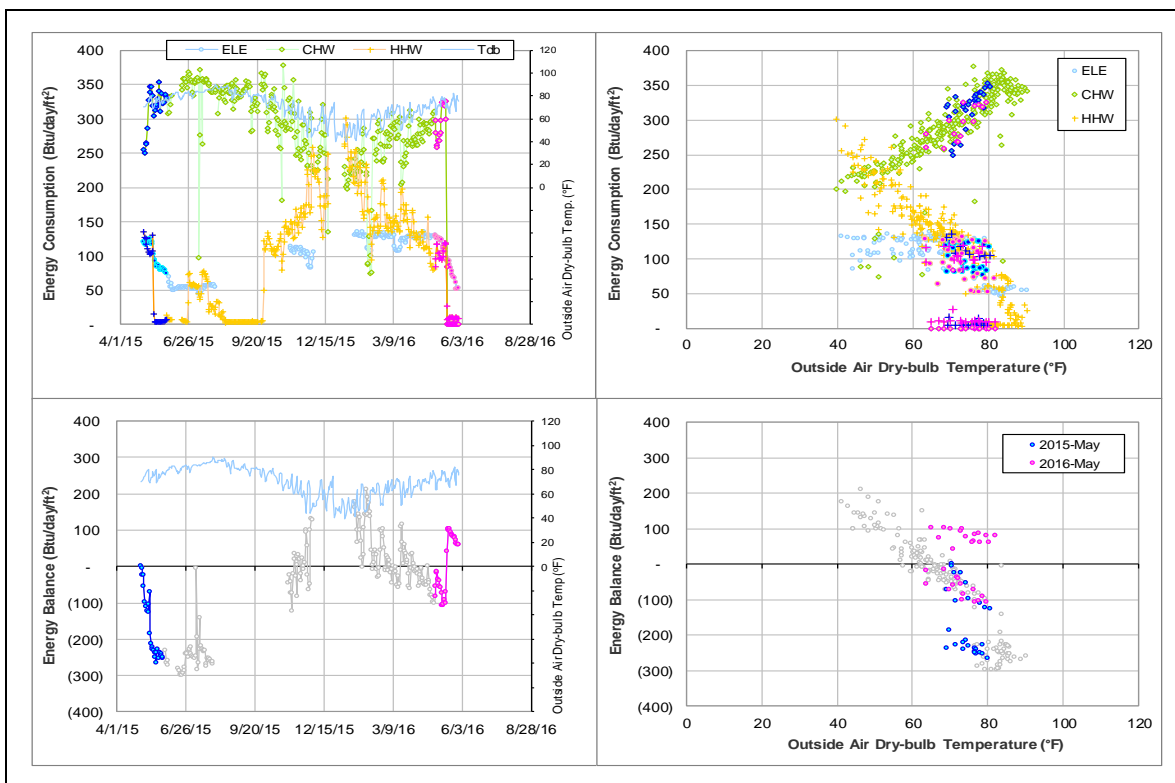 ELE CHW HHW Tdb
Energy Consumption (Btu/day/ft²)
400
350
300
250
200
150
100
50
-
120
100
80
60
40
20
0
Outside Air Dry-bulb Temp. (°F)
4/1/15 6/26/15 9/20/15 12/15/15 3/9/16 6/3/16 8/28/16
ELE
CHW
HHW
Energy Consumption (Btu/day/ft²)
400
350
300
250
200
150
100
50
-
0 20 40 60 80 100 120
Outside Air Dry-bulb Temperature (°F)
Energy Balance (Btu/day/ft²)
400
300
200
100
-
(100)
(200)
(300)
(400)
120
100
80
60
40
20
0
Outside Air Dry-bulb Temp (°F)
4/1/15 6/26/15 9/20/15 12/15/15 3/9/16 6/3/16 8/28/16
2015-May
2016-May
Energy Balance (Btu/day/ft²)
400
300
200
100
-
(100)
(200)
(300)
(400)
0 20 40 60 80 100 120
Outside Air Dry-bulb Temperature (°F)